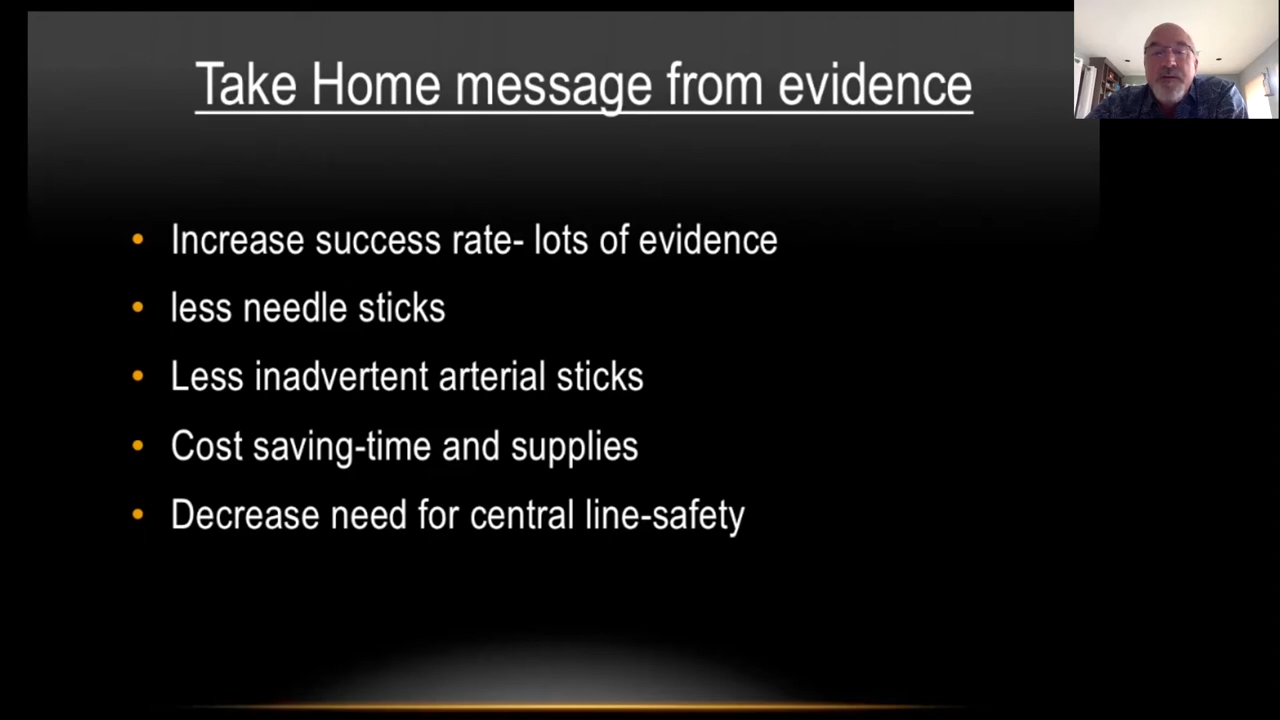 Take Home message from evidence
• Increase success rate- lots of evidence
• less needle sticks
• Less inadvertent arterial sticks
• Cost saving-time and supplies
• Decrease need for central line-safety